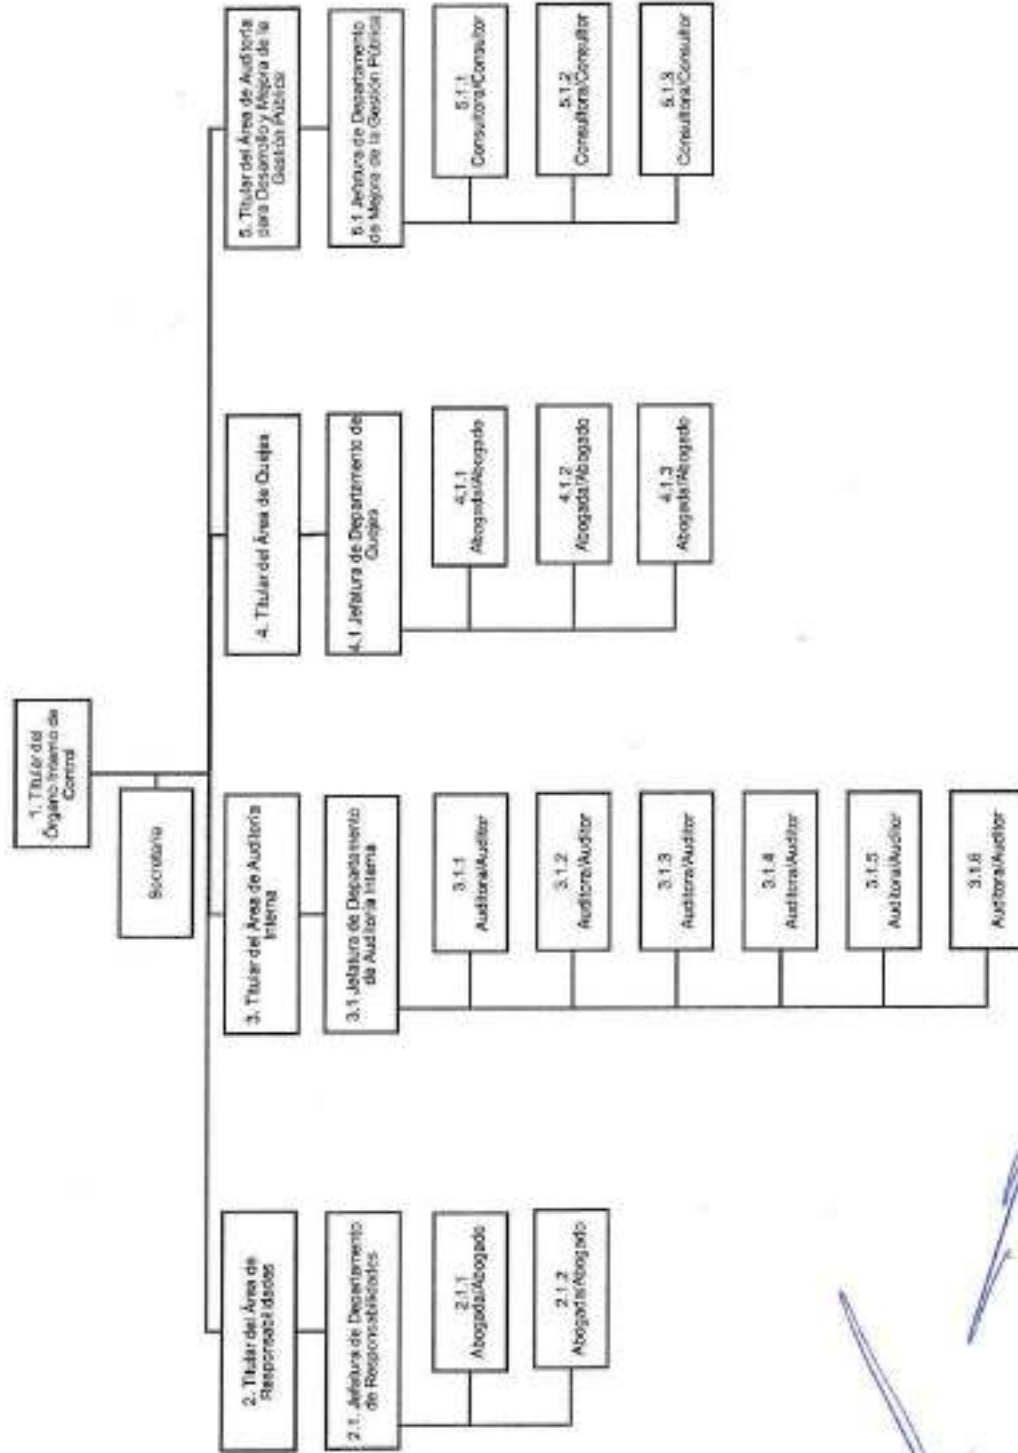 1. Titular del
Órgano Interno de
Control
Secretaria
2. Titular del Área de
Responsabilidades
2.1. Jefatura de Departamento
de Responsabilidades
2.1.1
Abogada/Abogado
2.1.2
Abogada/Abogado
3. Titular del Área de Auditoría
Interna
3.1 Jefatura de Departamento
de Auditoría Interna
3.1.1
Auditora/Auditor
3.1.2
Auditora/Auditor
3.1.3
Auditora/Auditor
3.1.4
Auditora/Auditor
3.1.5
Auditora/Auditor
3.1.6
Auditora/Auditor
4. Titular del Área de Quejas
4.1 Jefatura de Departamento de
Quejas
4.1.1
Abogada/Abogado
4.1.2
Abogada/Abogado
4.1.3
Abogada/Abogado
5. Titular del Área de Auditoría
para Desarrollo y Mejora de la
Gestión Pública
5.1 Jefatura de Departamento
de Mejora de la Gestión Pública
5.1.1
Consultora/Consultor
5.1.2
Consultora/Consultor
5.1.3
Consultora/Consultor